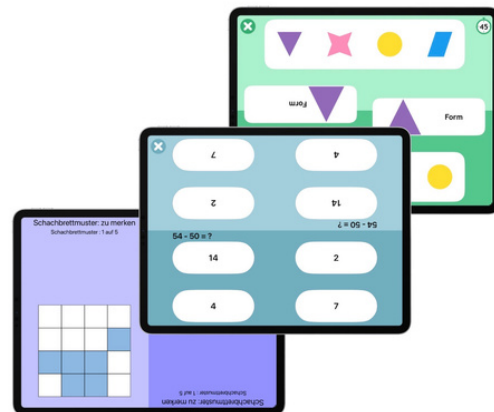 45
Form
Form
7
4
2
14
54 - 50 = ?
54 - 50 = ?
14
2
4
7
Schachbrettmuster: zu merken
Schachbrettmuster : 1 auf 5
Schachbrettmuster: zu merken
Schachbrettmuster : 1 auf 5